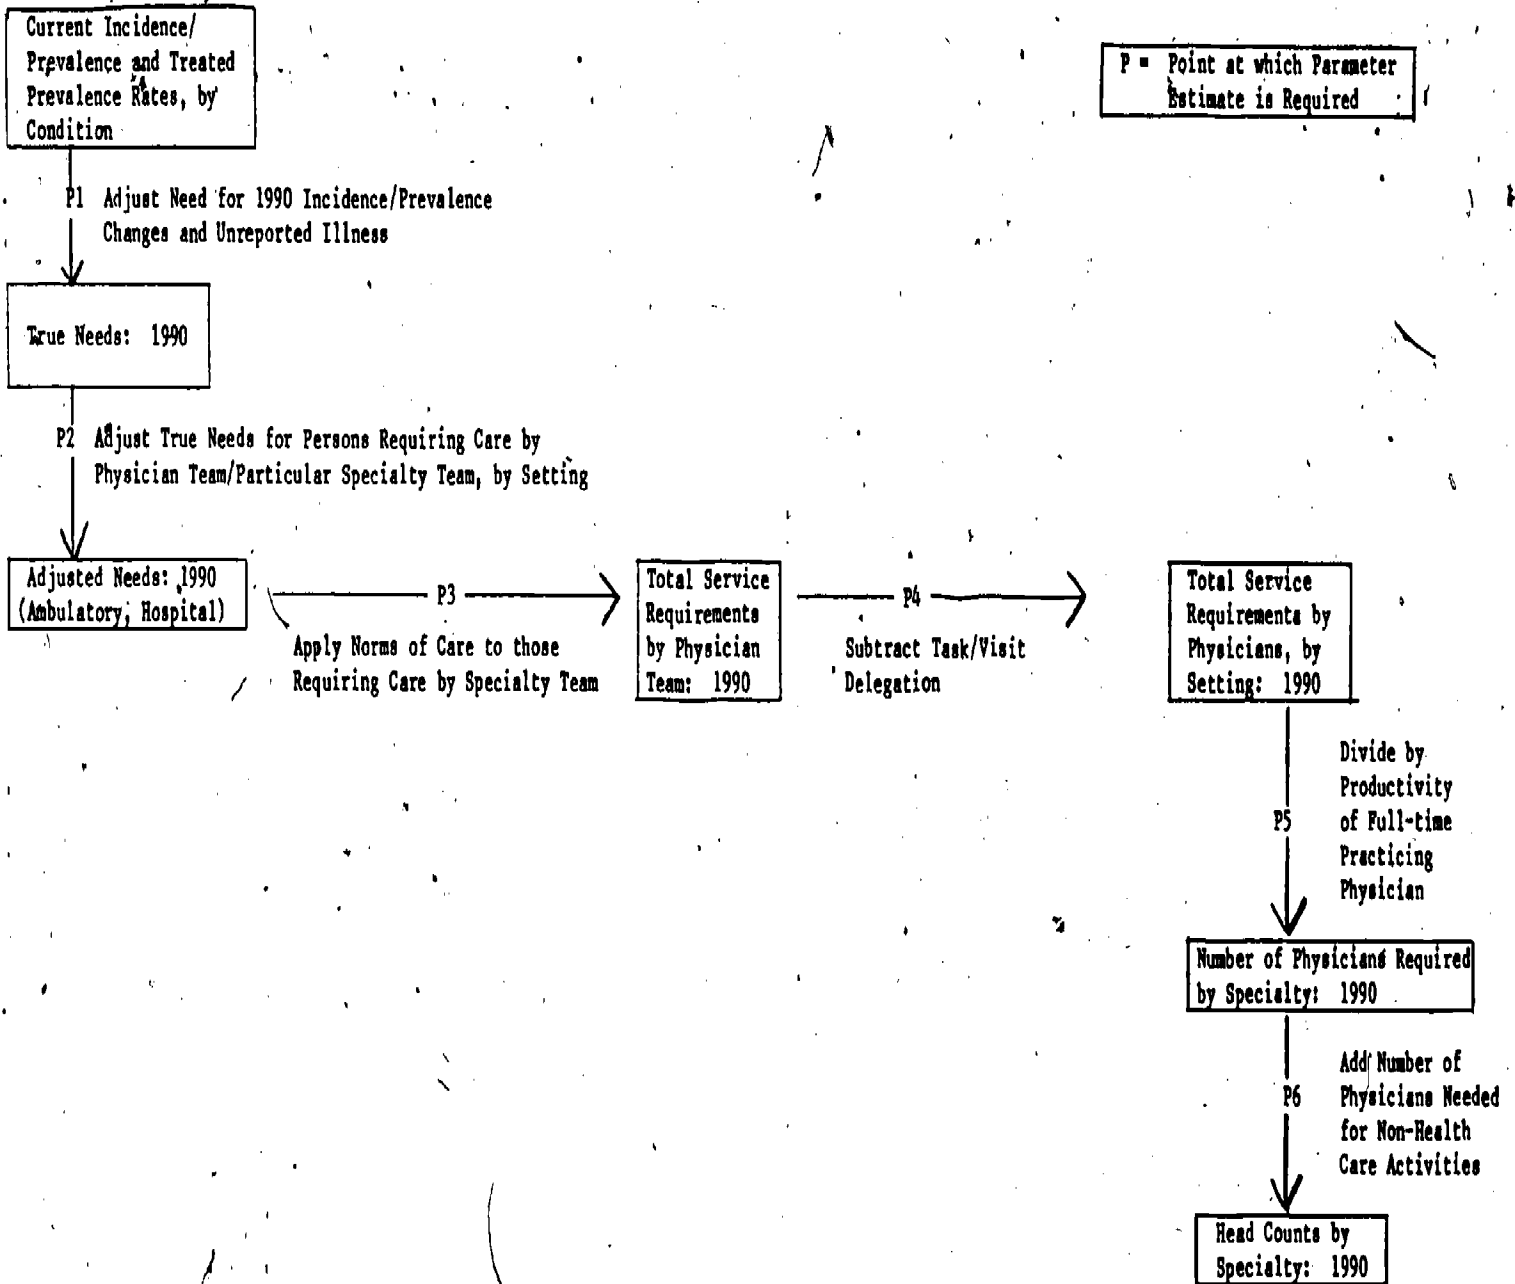 Current Incidence/
Prevalence and Treated
Prevalence Rates, by
Condition
P = Point at which Parameter
Estimate is Required
P1 Adjust Need for 1990 Incidence/Prevalence
Changes and Unreported Illness
True Needs: 1990
P2 Adjust True Needs for Persons Requiring Care by
Physician Team/Particular Specialty Team, by Setting
Adjusted Needs: 1990
(Ambulatory, Hospital)
P3
Apply Norms of Care to those
Requiring Care by Specialty Team
Total Service
Requirements
by Physician
Team: 1990
P4
Subtract Task/Visit
Delegation
Total Service
Requirements by
Physicians, by
Setting: 1990
P5
Divide by
Productivity
of Full-time
Practicing
Physician
Number of Physicians Required
by Specialty: 1990
P6
Add Number of
Physicians Needed
for Non-Health
Care Activities
Head Counts by
Specialty: 1990